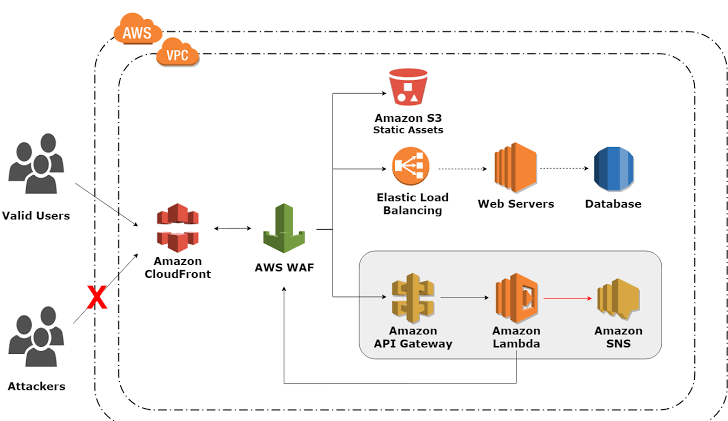 AWS
VPC
Amazon S3
Static Assets
Valid Users
Elastic Load
Balancing
Web Servers
Database
Amazon
CloudFront
AWS WAF
X
Amazon
API Gateway
Amazon
Lambda
Amazon
SNS
Attackers